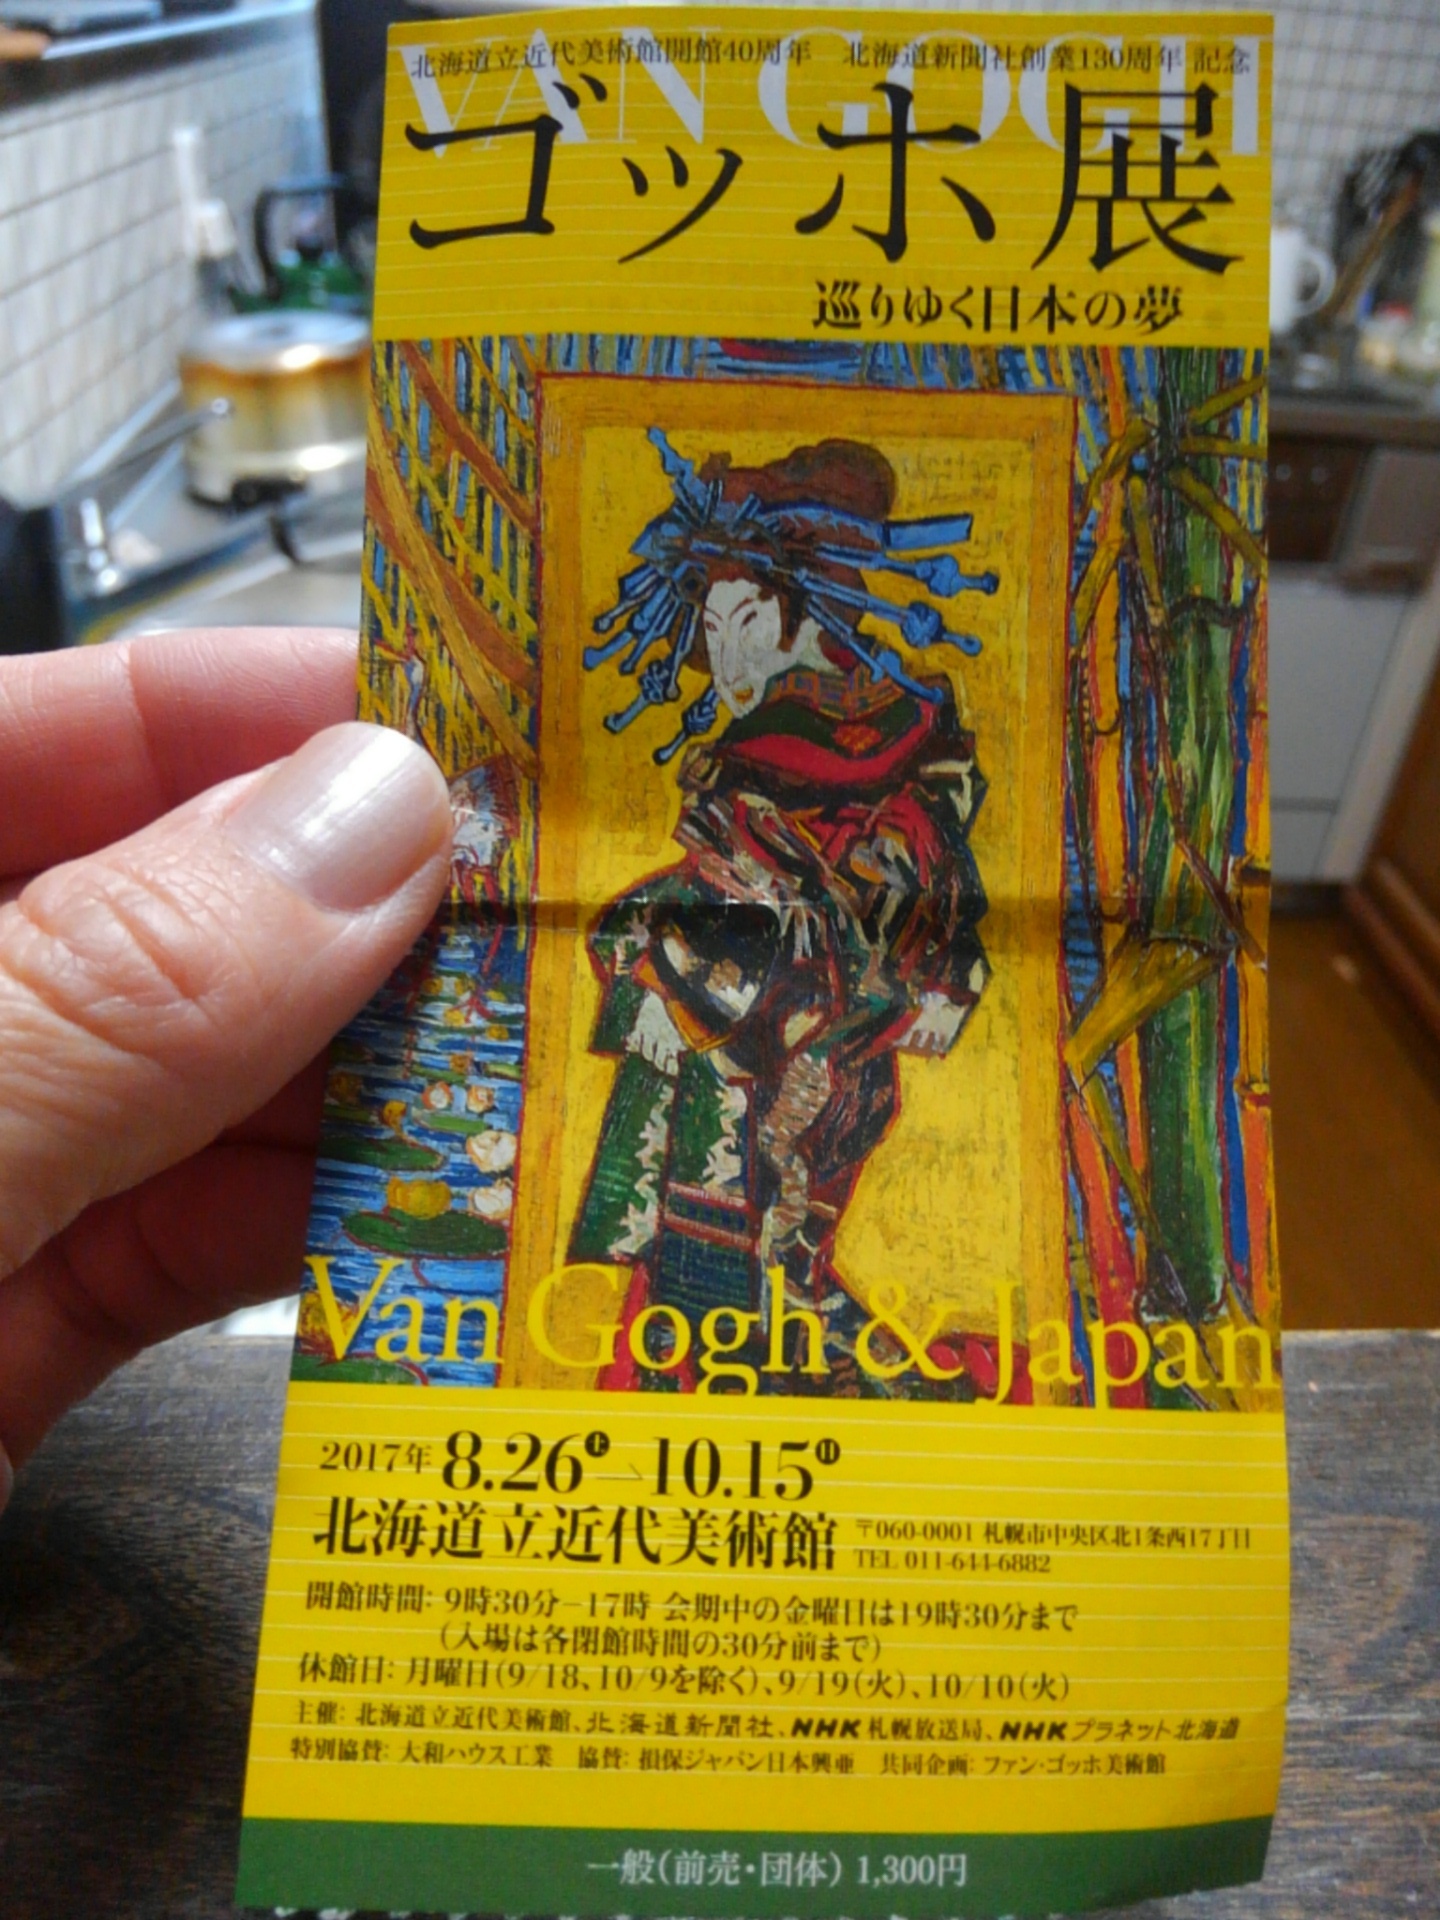 北海道立近代美術館開館40周年　北海道新聞社創業130周年 記念
VAN GOGH
ゴッホ展
巡りゆく日本の夢
Van Gogh & Japan
2017年 8.26土→10.15日
北海道立近代美術館 〒060-0001 札幌市中央区北1条西17丁目
TEL 011-644-6882
開館時間: 9時30分−17時 会期中の金曜日は19時30分まで
(入場は各閉館時間の30分前まで)
休館日: 月曜日(9/18、10/9を除く)、9/19(火)、10/10(火)
主催: 北海道立近代美術館、北海道新聞社、NHK札幌放送局、NHKプラネット北海道
特別協賛: 大和ハウス工業　協賛: 損保ジャパン日本興亜　共同企画: ファン・ゴッホ美術館
一般(前売・団体) 1,300円